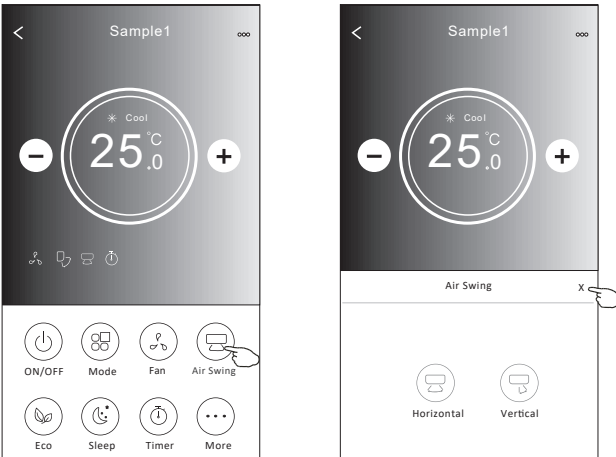 Sample1
Cool
25.0 °C
ON/OFF Mode Fan Air Swing
Eco Sleep Timer More
Sample1
Cool
25.0 °C
Air Swing X
Horizontal Vertical